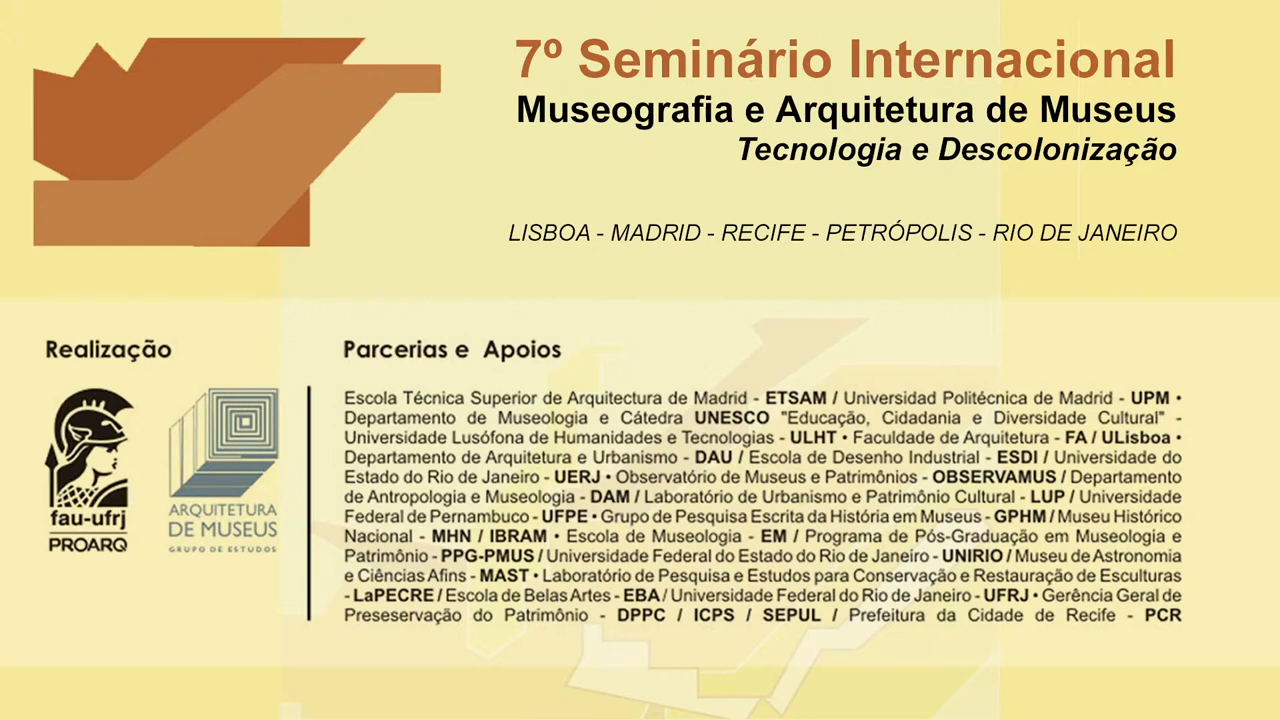 7º Seminário Internacional
Museografia e Arquitetura de Museus
Tecnologia e Descolonização
LISBOA - MADRID - RECIFE - PETRÓPOLIS - RIO DE JANEIRO
Realização
fau-ufrj
PROARQ
ARQUITETURA
DE MUSEUS
GRUPO DE ESTUDOS
Parcerias e Apoios
Escola Técnica Superior de Arquitectura de Madrid - ETSAM / Universidad Politécnica de Madrid - UPM •
Departamento de Museologia e Cátedra UNESCO "Educação, Cidadania e Diversidade Cultural" -
Universidade Lusófona de Humanidades e Tecnologias - ULHT • Faculdade de Arquitetura - FA / ULisboa •
Departamento de Arquitetura e Urbanismo - DAU / Escola de Desenho Industrial - ESDI / Universidade do
Estado do Rio de Janeiro - UERJ • Observatório de Museus e Patrimônios - OBSERVAMUS / Departamento
de Antropologia e Museologia - DAM / Laboratório de Urbanismo e Patrimônio Cultural - LUP / Universidade
Federal de Pernambuco - UFPE • Grupo de Pesquisa Escrita da História em Museus - GPHM / Museu Histórico
Nacional - MHN / IBRAM • Escola de Museologia - EM / Programa de Pós-Graduação em Museologia e
Patrimônio - PPG-PMUS / Universidade Federal do Estado do Rio de Janeiro - UNIRIO / Museu de Astronomia
e Ciências Afins - MAST • Laboratório de Pesquisa e Estudos para Conservação e Restauração de Esculturas
- LaPECRE / Escola de Belas Artes - EBA / Universidade Federal do Rio de Janeiro - UFRJ • Gerência Geral de
Preseservação do Patrimônio - DPPC / ICPS / SEPUL / Prefeitura da Cidade de Recife - PCR